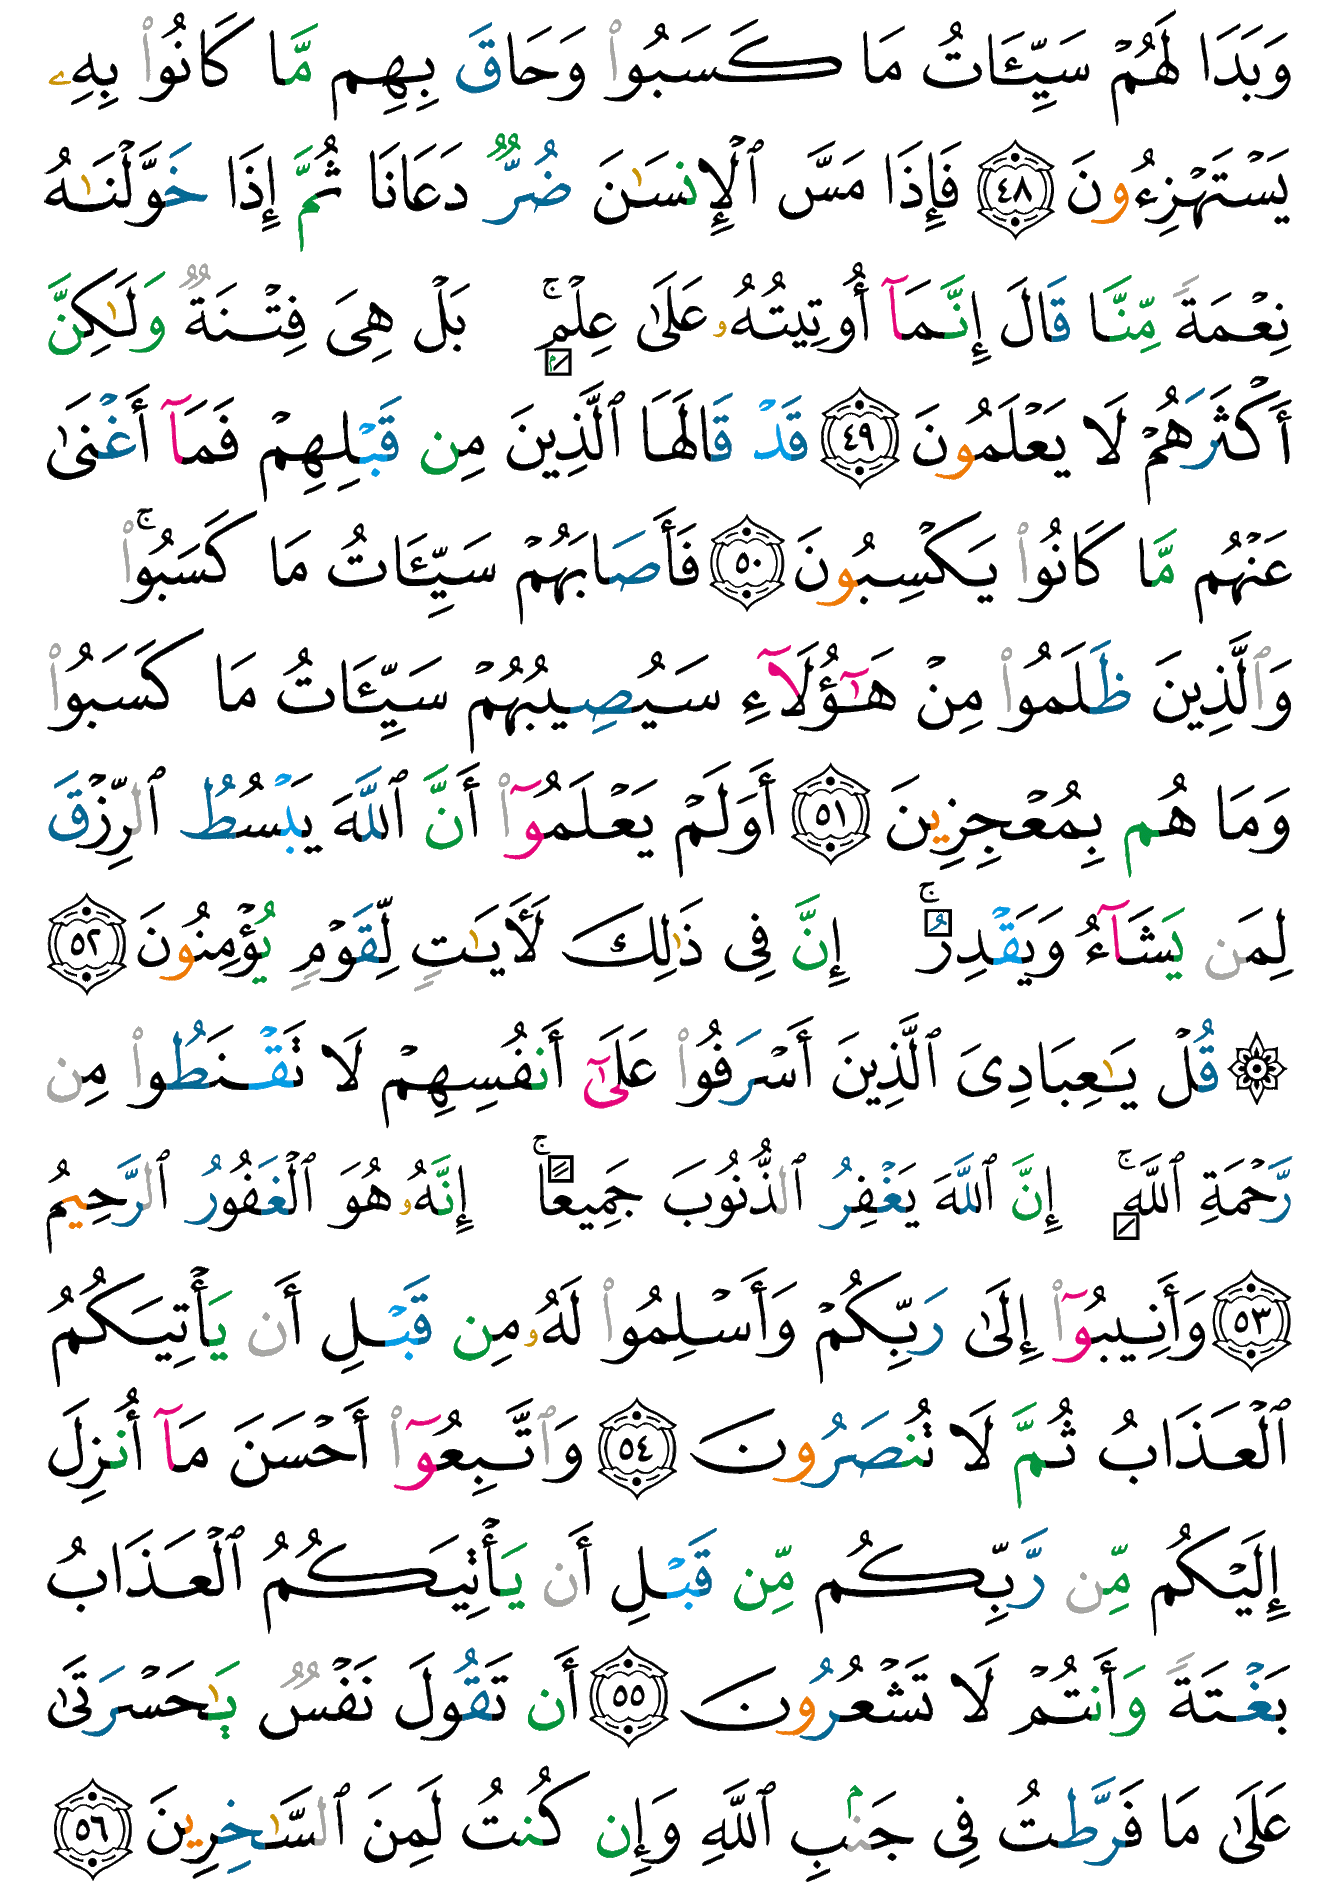 وَبَدَا لَهُمْ سَيِّـَٔاتُ مَا كَسَبُوا۟ وَحَاقَ بِهِم مَّا كَانُوا۟ بِهِۦ
يَسْتَهْزِءُونَ ٤٨ فَإِذَا مَسَّ ٱلْإِنسَـٰنَ ضُرٌّ دَعَانَا ثُمَّ إِذَا خَوَّلْنَـٰهُ
نِعْمَةً مِّنَّا قَالَ إِنَّمَآ أُوتِيتُهُۥ عَلَىٰ عِلْمٍۭ ۚ بَلْ هِىَ فِتْنَةٌ وَلَـٰكِنَّ
أَكْثَرَهُمْ لَا يَعْلَمُونَ ٤٩ قَدْ قَالَهَا ٱلَّذِينَ مِن قَبْلِهِمْ فَمَآ أَغْنَىٰ
عَنْهُم مَّا كَانُوا۟ يَكْسِبُونَ ٥٠ فَأَصَابَهُمْ سَيِّـَٔاتُ مَا كَسَبُوا۟ ۚ
وَٱلَّذِينَ ظَلَمُوا۟ مِنْ هَـٰٓؤُلَآءِ سَيُصِيبُهُمْ سَيِّـَٔاتُ مَا كَسَبُوا۟
وَمَا هُم بِمُعْجِزِينَ ٥١ أَوَلَمْ يَعْلَمُوٓا۟ أَنَّ ٱللَّهَ يَبْسُطُ ٱلرِّزْقَ
لِمَن يَشَآءُ وَيَقْدِرُ ۚ إِنَّ فِى ذَٰلِكَ لَـَٔايَـٰتٍ لِّقَوْمٍ يُؤْمِنُونَ ٥٢
۞ قُلْ يَـٰعِبَادِىَ ٱلَّذِينَ أَسْرَفُوا۟ عَلَىٰٓ أَنفُسِهِمْ لَا تَقْنَطُوا۟ مِن
رَّحْمَةِ ٱللَّهِ ۚ إِنَّ ٱللَّهَ يَغْفِرُ ٱلذُّنُوبَ جَمِيعًا ۚ إِنَّهُۥ هُوَ ٱلْغَفُورُ ٱلرَّحِيمُ
٥٣ وَأَنِيبُوٓا۟ إِلَىٰ رَبِّكُمْ وَأَسْلِمُوا۟ لَهُۥ مِن قَبْلِ أَن يَأْتِيَكُمُ
ٱلْعَذَابُ ثُمَّ لَا تُنصَرُونَ ٥٤ وَٱتَّبِعُوٓا۟ أَحْسَنَ مَآ أُنزِلَ
إِلَيْكُم مِّن رَّبِّكُم مِّن قَبْلِ أَن يَأْتِيَكُمُ ٱلْعَذَابُ
بَغْتَةً وَأَنتُمْ لَا تَشْعُرُونَ ٥٥ أَن تَقُولَ نَفْسٌ يَـٰحَسْرَتَىٰ
عَلَىٰ مَا فَرَّطتُ فِى جَنۢبِ ٱللَّهِ وَإِن كُنتُ لَمِنَ ٱلسَّـٰخِرِينَ ٥٦